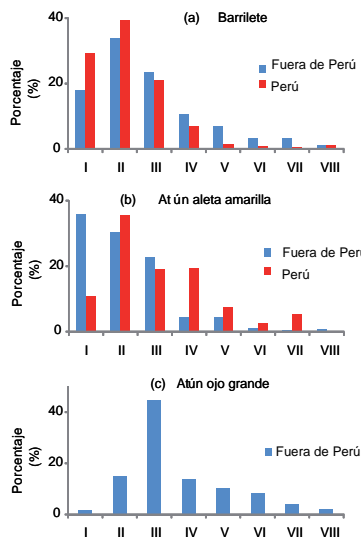 (a) Barrilete
Porcentaje
(%)
40
20
0
Fuera de Perú
Perú
I II III IV V VI VII VIII
(b) At ún aleta amarilla
Porcentaje
(%)
40
20
0
Fuera de Perú
Perú
I II III IV V VI VII VIII
(c) Atún ojo grande
Porcentaje
(%)
40
20
0
Fuera de Perú
I II III IV V VI VII VIII